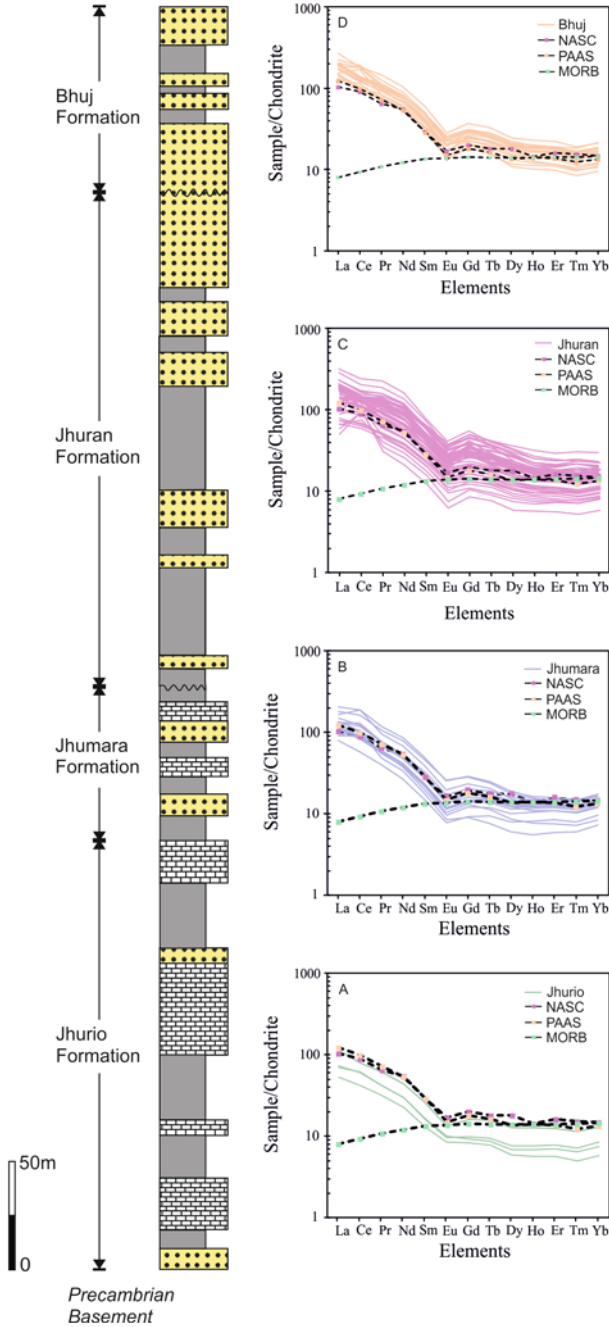 Bhuj
Formation
Jhuran
Formation
Jhumara
Formation
Jhurio
Formation
50m
0
Precambrian
Basement
D
Bhuj
NASC
PAAS
MORB
1000
100
10
1
Sample/Chondrite
La Ce Pr Nd Sm Eu Gd Tb Dy Ho Er Tm Yb
Elements
C
Jhuran
NASC
PAAS
MORB
1000
100
10
1
Sample/Chondrite
La Ce Pr Nd Sm Eu Gd Tb Dy Ho Er Tm Yb
Elements
B
Jhumara
NASC
PAAS
MORB
1000
100
10
1
Sample/Chondrite
La Ce Pr Nd Sm Eu Gd Tb Dy Ho Er Tm Yb
Elements
A
Jhurio
NASC
PAAS
MORB
1000
100
10
1
Sample/Chondrite
La Ce Pr Nd Sm Eu Gd Tb Dy Ho Er Tm Yb
Elements